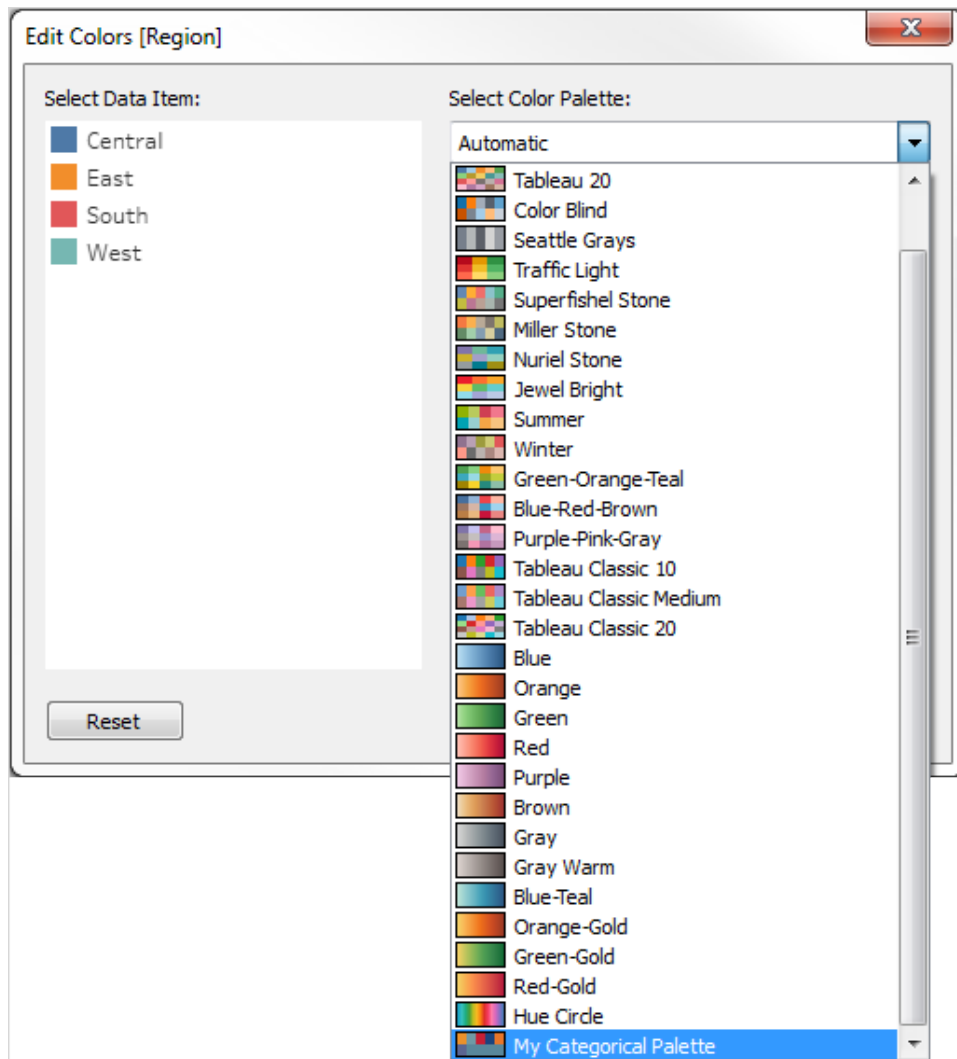 Edit Colors [Region]
Select Data Item:
Central
East
South
West
Reset
Select Color Palette:
Automatic
Tableau 20
Color Blind
Seattle Grays
Traffic Light
Superfishel Stone
Miller Stone
Nuriel Stone
Jewel Bright
Summer
Winter
Green-Orange-Teal
Blue-Red-Brown
Purple-Pink-Gray
Tableau Classic 10
Tableau Classic Medium
Tableau Classic 20
Blue
Orange
Green
Red
Purple
Brown
Gray
Gray Warm
Blue-Teal
Orange-Gold
Green-Gold
Red-Gold
Hue Circle
My Categorical Palette